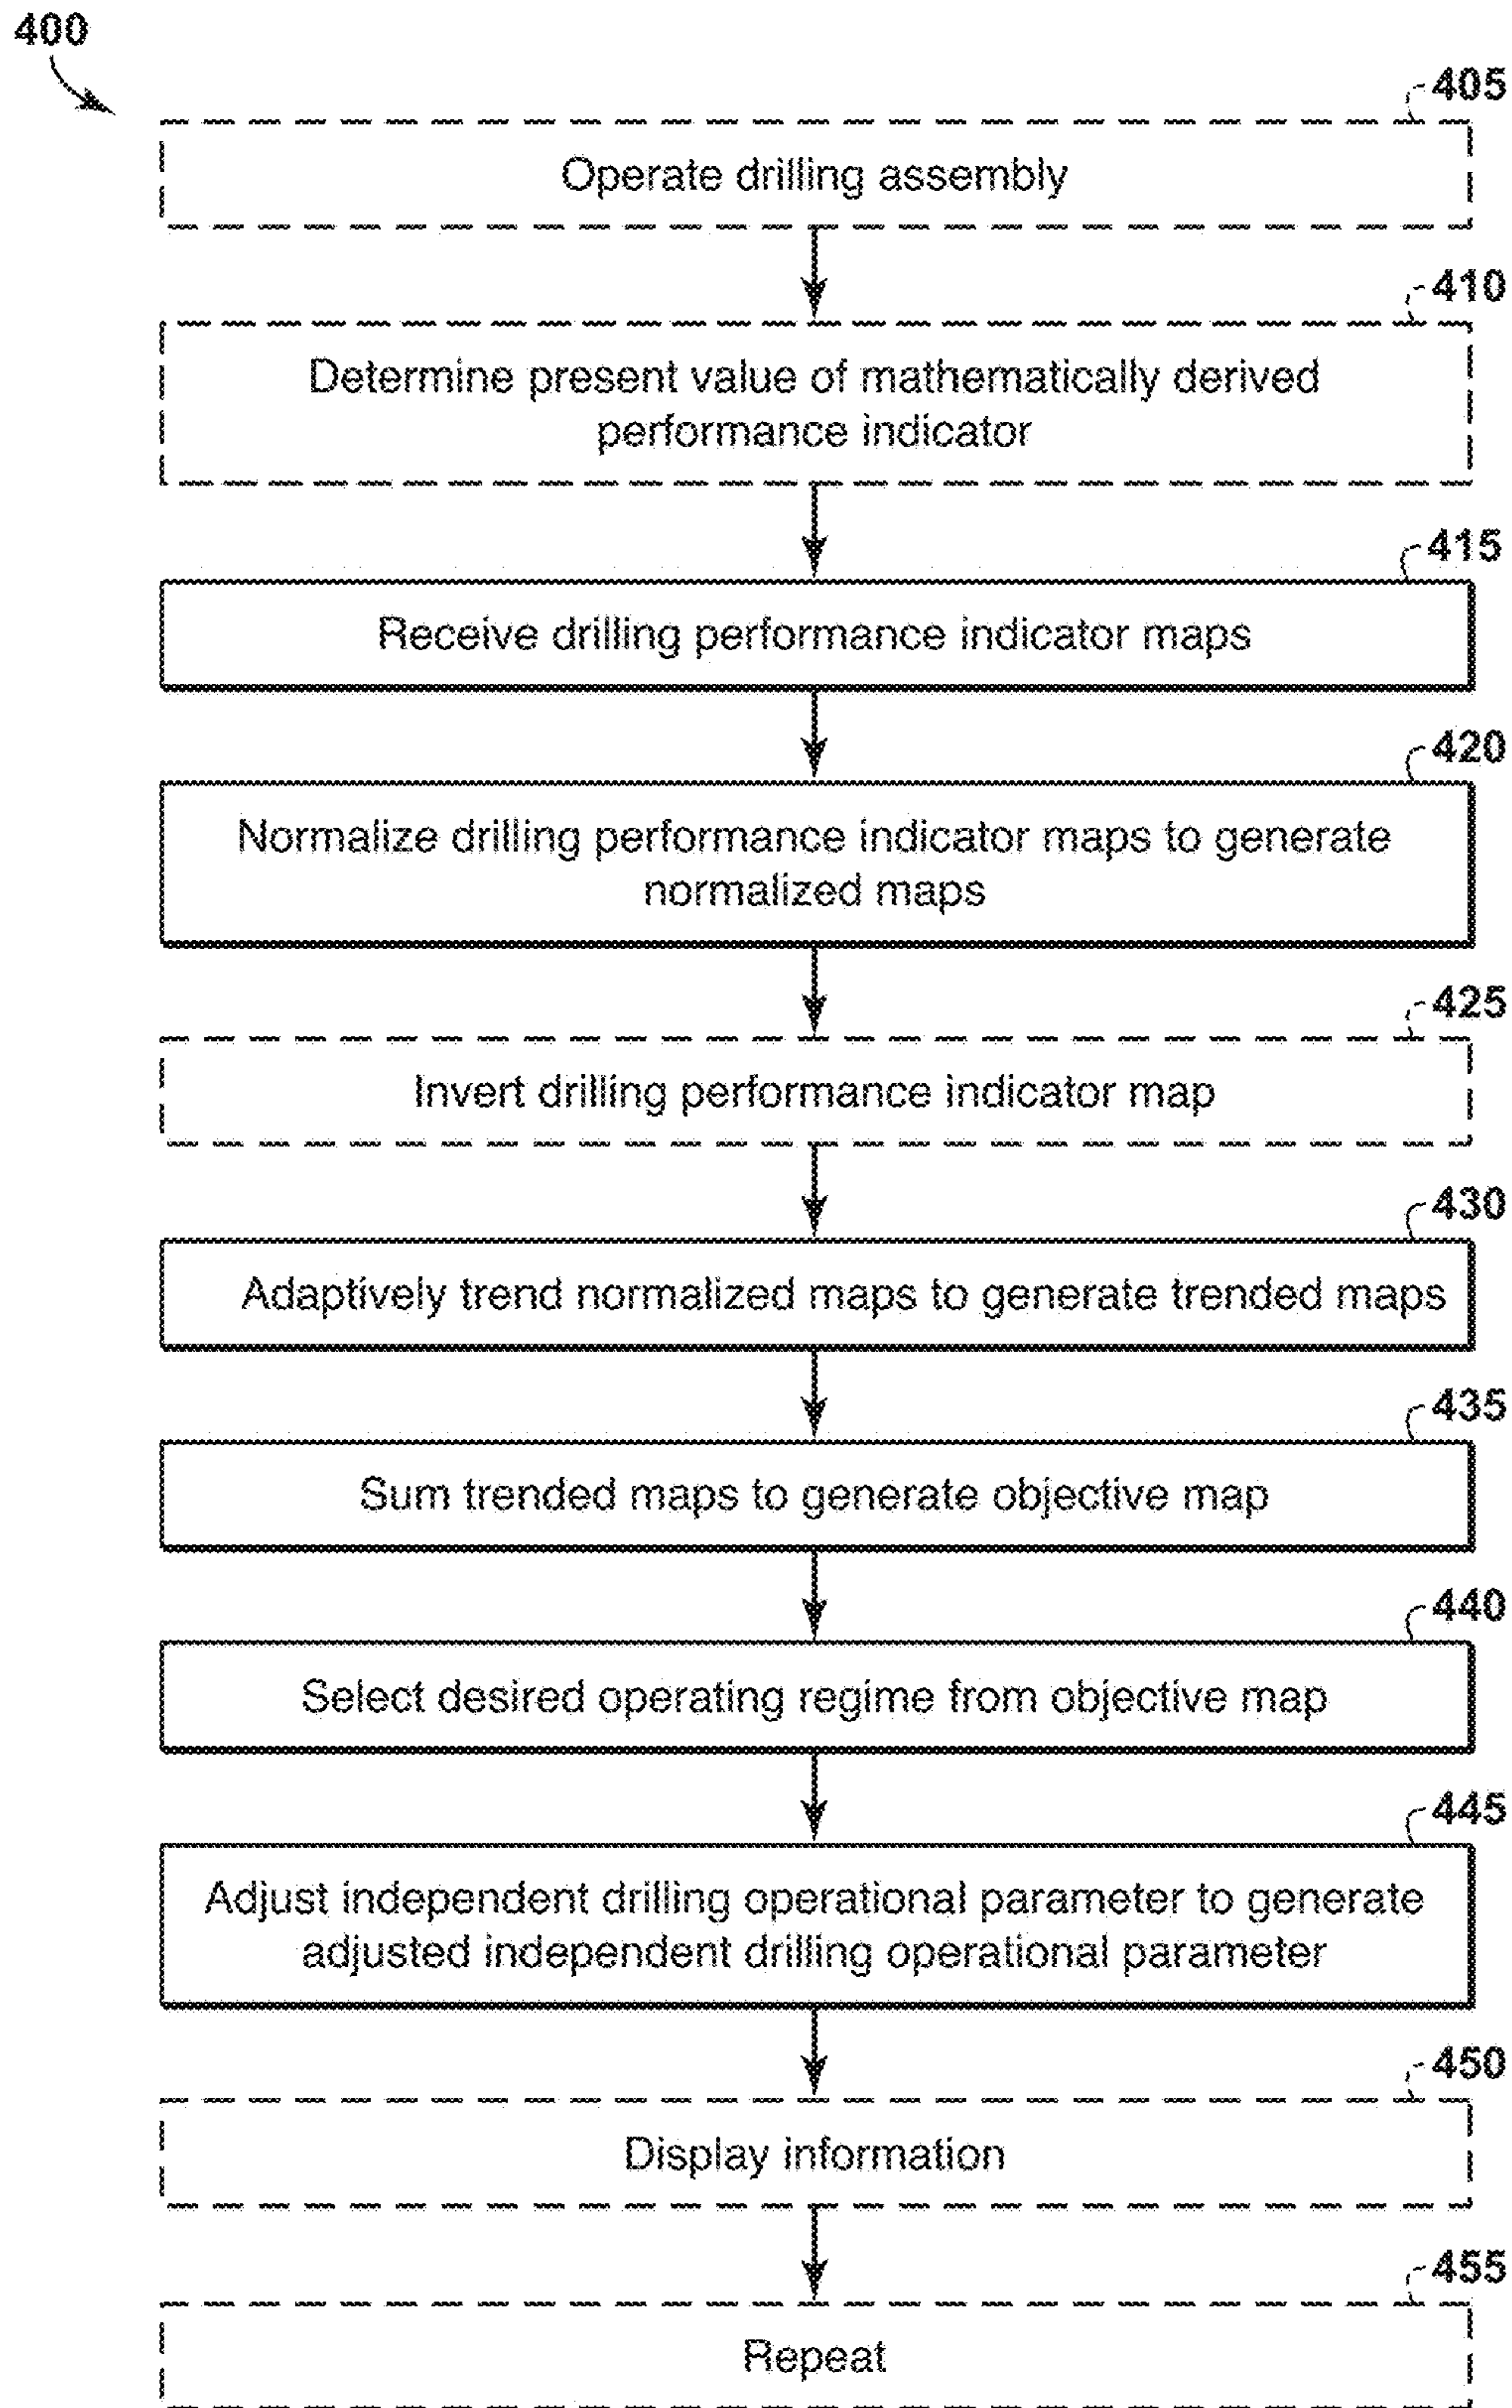 400
405
Operate drilling assembly
410
Determine present value of mathematically derived
performance indicator
415
Receive drilling performance indicator maps
420
Normalize drilling performance indicator maps to generate
normalized maps
425
Invert drilling performance indicator map
430
Adaptively trend normalized maps to generate trended maps
435
Sum trended maps to generate objective map
440
Select desired operating regime from objective map
445
Adjust independent drilling operational parameter to generate
adjusted independent drilling operational parameter
450
Display information
455
Repeat